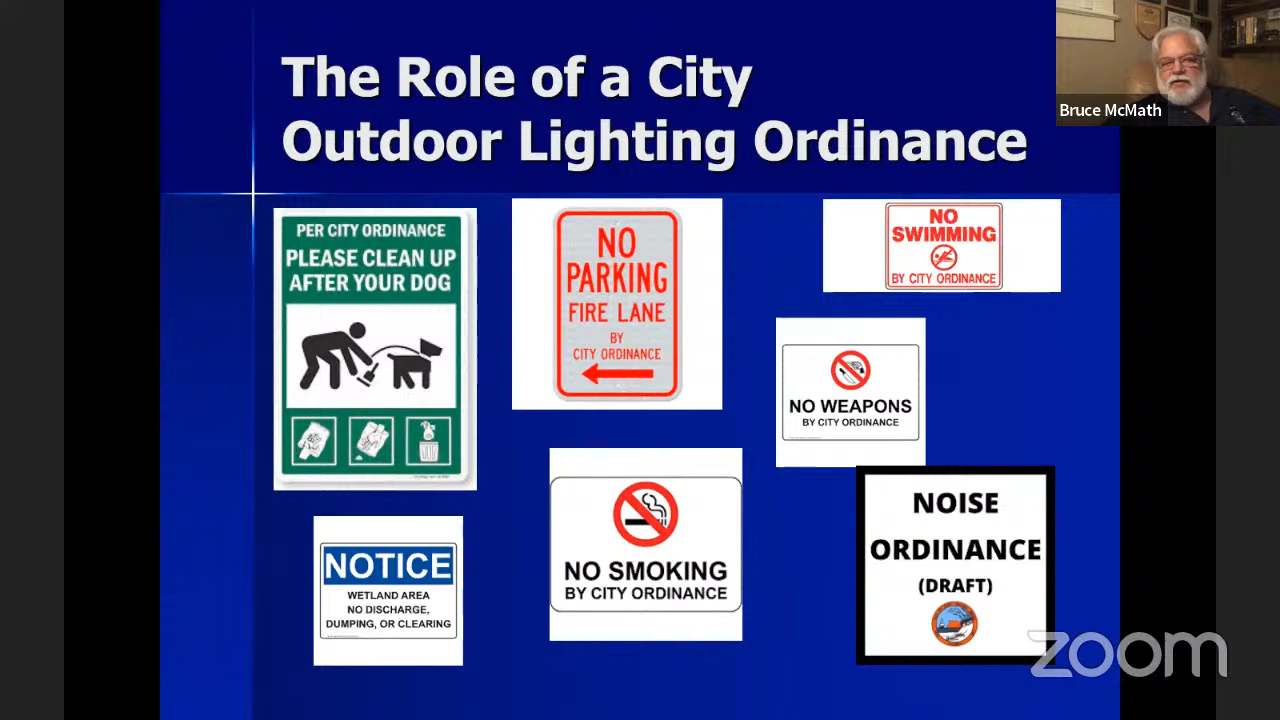 The Role of a City
Outdoor Lighting Ordinance
Bruce McMath
PER CITY ORDINANCE
PLEASE CLEAN UP
AFTER YOUR DOG
NO
PARKING
FIRE LANE
BY
CITY ORDINANCE
NO
SWIMMING
BY CITY ORDINANCE
NO WEAPONS
BY CITY ORDINANCE
NOTICE
WETLAND AREA
NO DISCHARGE,
DUMPING, OR CLEARING
NO SMOKING
BY CITY ORDINANCE
NOISE
ORDINANCE
(DRAFT)
zoom